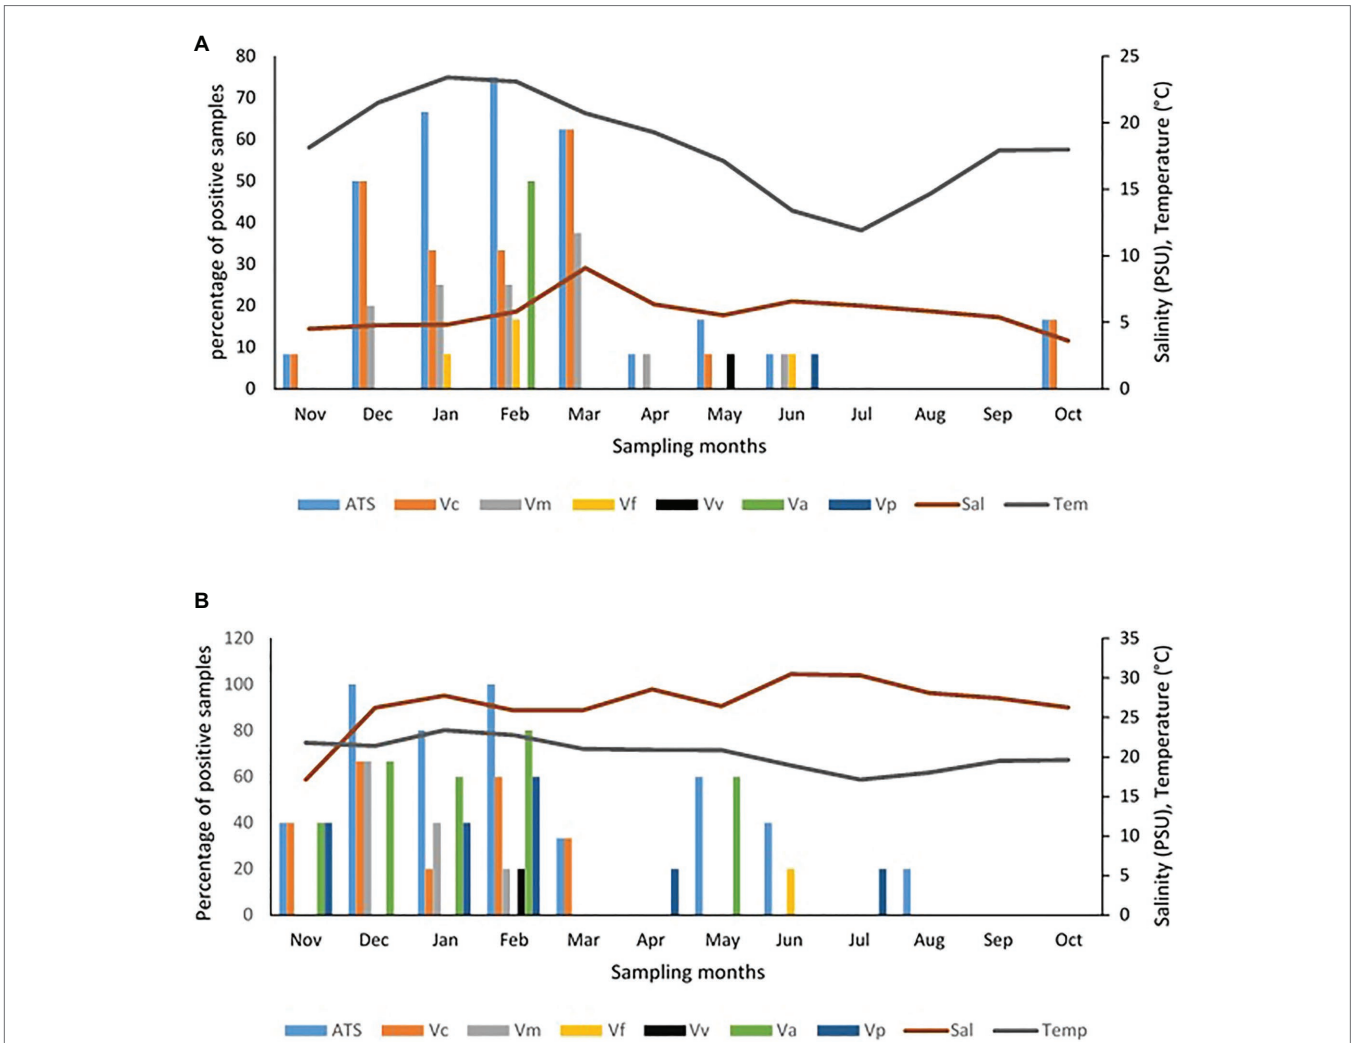 A
percentage of positive samples
80
70
60
50
40
30
20
10
0
25
20
15
10
5
0
Salinity (PSU), Temperature (°C)
Nov Dec Jan Feb Mar Apr May Jun Jul Aug Sep Oct
Sampling months
ATS Vc Vm Vf Vv Va Vp Sal Tem
B
Percentage of positive samples
120
100
80
60
40
20
0
35
30
25
20
15
10
5
0
Salinity (PSU), Temperature (°C)
Nov Dec Jan Feb Mar Apr May Jun Jul Aug Sep Oct
Sampling months
ATS Vc Vm Vf Vv Va Vp Sal Temp